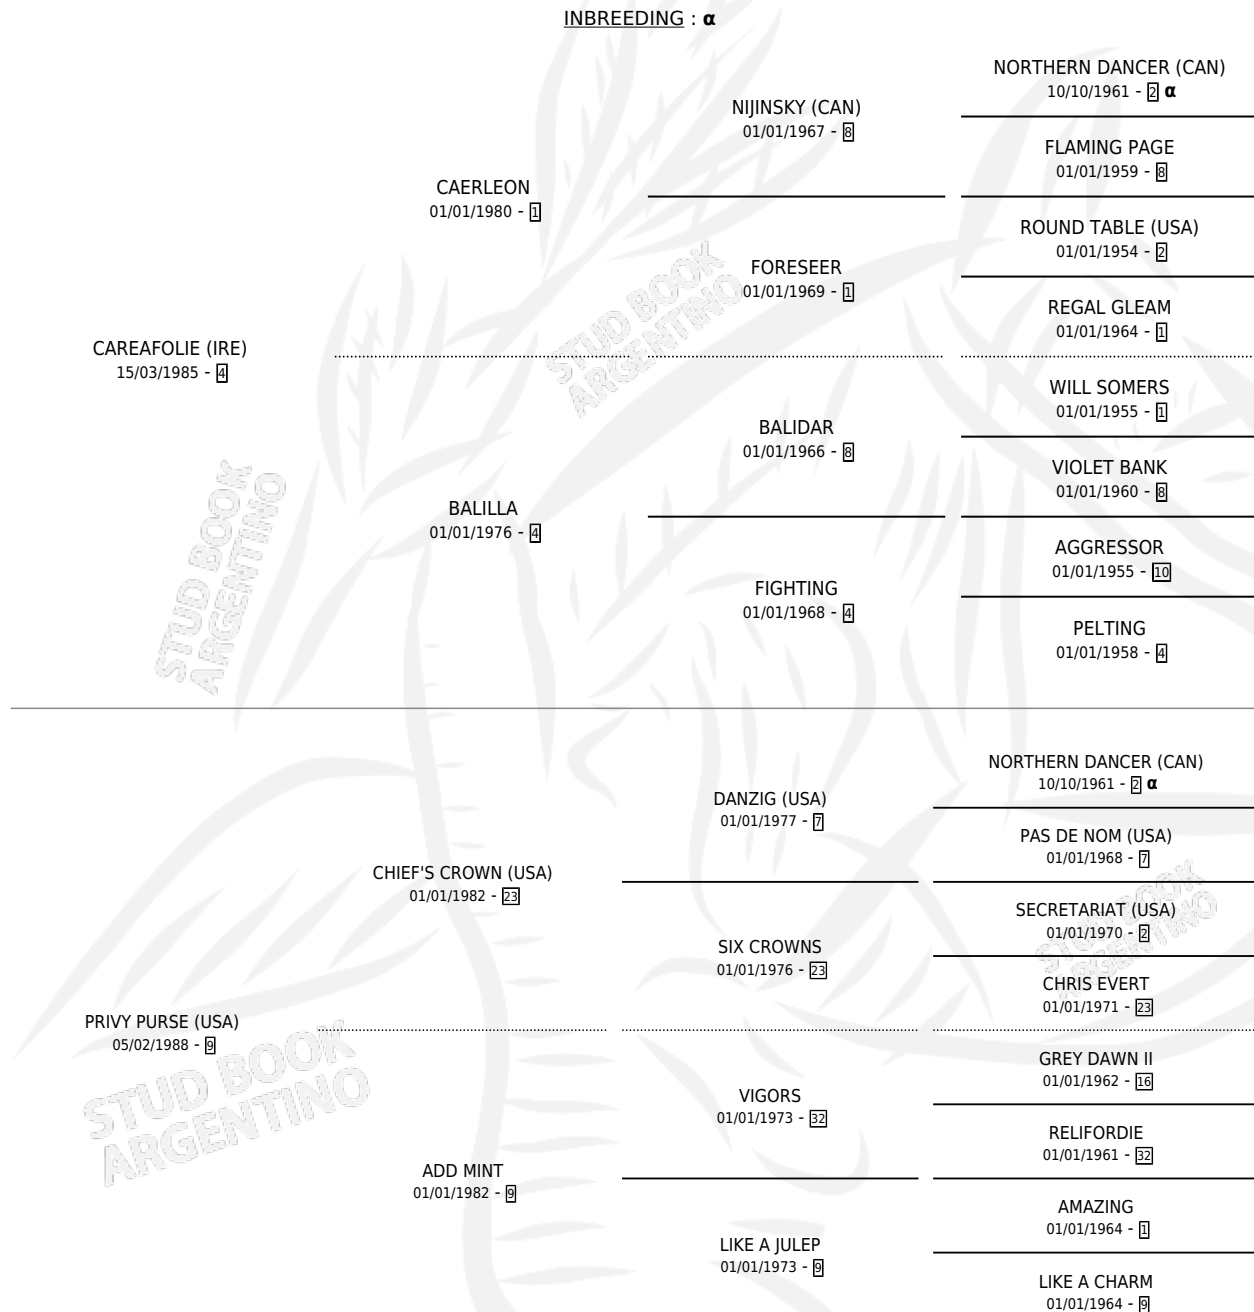 INBREEDING : α
NORTHERN DANCER (CAN)
10/10/1961 - 2 α
NIJINSKY (CAN)
01/01/1967 - 8
FLAMING PAGE
01/01/1959 - 8
CAERLEON
01/01/1980 - 1
ROUND TABLE (USA)
01/01/1954 - 2
FORESEER
01/01/1969 - 1
REGAL GLEAM
01/01/1964 - 1
CAREAFOLIE (IRE)
15/03/1985 - 4
WILL SOMERS
01/01/1955 - 1
BALIDAR
01/01/1966 - 8
VIOLET BANK
01/01/1960 - 8
BALILLA
01/01/1976 - 4
AGGRESSOR
01/01/1955 - 10
FIGHTING
01/01/1968 - 4
PELTING
01/01/1958 - 4
NORTHERN DANCER (CAN)
10/10/1961 - 2 α
DANZIG (USA)
01/01/1977 - 7
PAS DE NOM (USA)
01/01/1968 - 7
CHIEF'S CROWN (USA)
01/01/1982 - 23
SECRETARIAT (USA)
01/01/1970 - 2
SIX CROWNS
01/01/1976 - 23
CHRIS EVERT
01/01/1971 - 23
PRIVY PURSE (USA)
05/02/1988 - 9
GREY DAWN II
01/01/1962 - 16
VIGORS
01/01/1973 - 32
RELIFORDIE
01/01/1961 - 32
ADD MINT
01/01/1982 - 9
AMAZING
01/01/1964 - 1
LIKE A JULEP
01/01/1973 - 9
LIKE A CHARM
01/01/1964 - 9
STUD BOOK
ARGENTINO
STUD BOOK
ARGENTINO
STUD BOOK
ARGENTINO
STUD BOOK
ARGENTINO